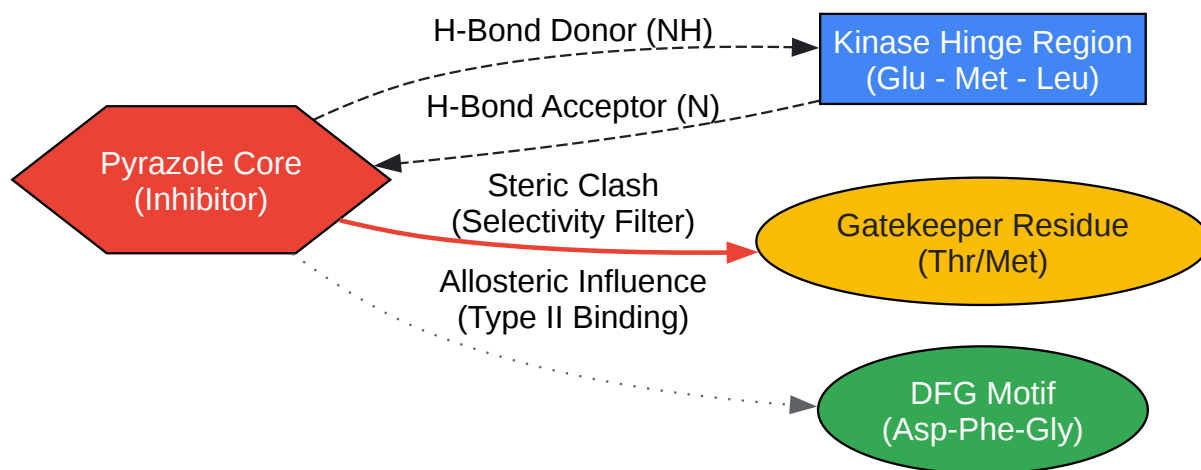 H-Bond Donor (NH)
Kinase Hinge Region
(Glu - Met - Leu)
H-Bond Acceptor (N)
Pyrazole Core
(Inhibitor)
Steric Clash
(Selectivity Filter)
Gatekeeper Residue
(Thr/Met)
Allosteric Influence
(Type II Binding)
DFG Motif
(Asp-Phe-Gly)